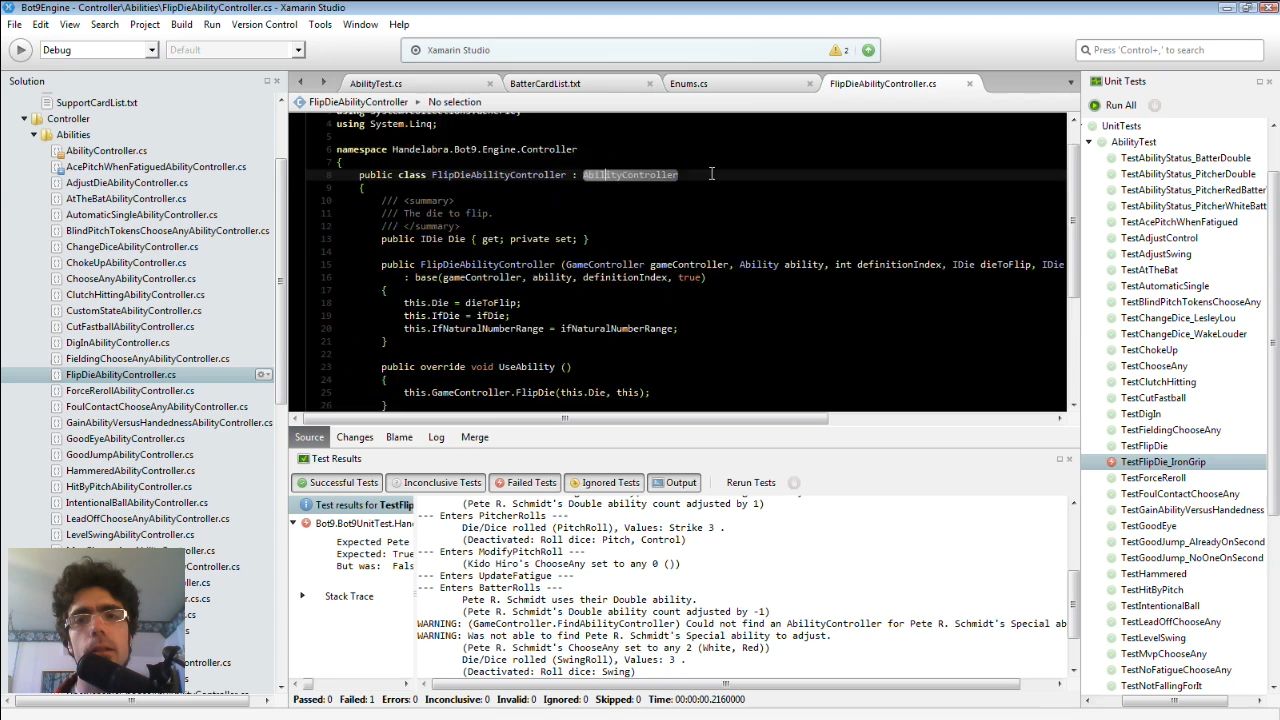 Bot9Engine - Controller\Abilities\FlipDieAbilityController.cs - Xamarin Studio
File Edit View Search Project Build Run Version Control Tools Window Help
Debug
Default
Xamarin Studio
2
Press 'Control+,' to search
Solution
SupportCardList.txt
Controller
Abilities
AbilityController.cs
AcePitchWhenFatiguedAbilityController.cs
AdjustDieAbilityController.cs
AtTheBatAbilityController.cs
AutomaticSingleAbilityController.cs
BlindPitchTokensChooseAbilityController.cs
ChangeDiceAbilityController.cs
ChokeUpAbilityController.cs
ChooseAnyAbilityController.cs
ClutchHittingAbilityController.cs
CustomStateAbilityController.cs
CutFastballAbilityController.cs
DigInAbilityController.cs
FieldingChooseAnyAbilityController.cs
FlipDieAbilityController.cs
ForceRerollAbilityController.cs
FoulContactChooseAnyAbilityController.cs
GainAbilityVersusHandednessAbilityController.cs
GoodEyeAbilityController.cs
GoodJumpAbilityController.cs
HammeredAbilityController.cs
HitByPitchAbilityController.cs
IntentionalBallAbilityController.cs
LeadOffChooseAnyAbilityController.cs
LevelSwingAbilityController.cs
AbilityTest.cs
BatterCardList.txt
Enums.cs
FlipDieAbilityController.cs
FlipDieAbilityController
No selection
4 using System.Linq;
5
6 namespace Handelabra.Bot9.Engine.Controller
7 {
8 public class FlipDieAbilityController : AbilityController
9 {
10 /// <summary>
11 /// The die to flip.
12 /// </summary>
13 public IDie Die { get; private set; }
14
15 public FlipDieAbilityController (GameController gameController, Ability ability, int definitionIndex, IDie dieToFlip, IDie
16 : base(gameController, ability, definitionIndex, true)
17 {
18 this.Die = dieToFlip;
19 this.IfDie = ifDie;
20 this.IfNaturalNumberRange = ifNaturalNumberRange;
21 }
22
23 public override void UseAbility ()
24 {
25 this.GameController.FlipDie(this.Die, this);
26 }
Source Changes Blame Log Merge
Test Results
Successful Tests
Inconclusive Tests
Failed Tests
Ignored Tests
Output
Rerun Tests
Test results for TestFlip
Bot9.Bot9UnitTest.Han
Expected Pete
Expected: True
But was: Fals
Stack Trace
(Pete R. Schmidt's Double ability count adjusted by 1)
--- Enters PitcherRolls ---
Die/Dice rolled (PitchRoll), Values: Strike 3 .
(Deactivated: Roll dice: Pitch, Control)
--- Enters ModifyPitchRoll ---
(Kido Hiro's ChooseAny set to any 0 ())
--- Enters UpdateFatigue ---
--- Enters BatterRolls ---
Pete R. Schmidt uses their Double ability.
(Pete R. Schmidt's Double ability count adjusted by -1)
WARNING: (GameController.FindAbilityController) Could not find an AbilityController for Pete R. Schmidt's Special ab
WARNING: Was not able to find Pete R. Schmidt's Special ability to adjust.
(Pete R. Schmidt's ChooseAny set to any 2 (White, Red))
Die/Dice rolled (SwingRoll), Values: 3 .
(Deactivated: Roll dice: Swing)
Passed: 0 Failed: 1 Errors: 0 Inconclusive: 0 Invalid: 0 Ignored: 0 Skipped: 0 Time: 00:00:00.2160000
Unit Tests
Run All
UnitTests
AbilityTest
TestAbilityStatus_BatterDouble
TestAbilityStatus_PitcherDouble
TestAbilityStatus_PitcherRedBatter
TestAbilityStatus_PitcherWhiteBatt
TestAcePitchWhenFatigued
TestAdjustControl
TestAdjustSwing
TestAtTheBat
TestAutomaticSingle
TestBlindPitchTokensChooseAny
TestChangeDice_LesleyLou
TestChangeDice_WakeLouder
TestChokeUp
TestChooseAny
TestClutchHitting
TestCutFastball
TestDigIn
TestFieldingChooseAny
TestFlipDie
TestFlipDie_IronGrip
TestForceReroll
TestFoulContactChooseAny
TestGainAbilityVersusHandedness
TestGoodEye
TestGoodJump_AlreadyOnSecond
TestGoodJump_NoOneOnSecond
TestHammered
TestHitByPitch
TestIntentionalBall
TestLeadOffChooseAny
TestLevelSwing
TestMvpChooseAny
TestNoFatigueChooseAny
TestNotFallingForIt